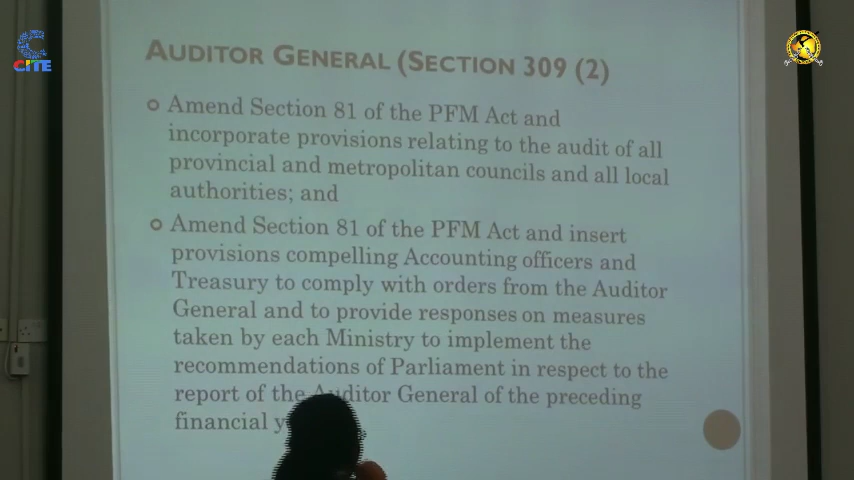 CITE
AUDITOR GENERAL (SECTION 309 (2)
Amend Section 81 of the PFM Act and
incorporate provisions relating to the audit of all
provincial and metropolitan councils and all local
authorities; and
Amend Section 81 of the PFM Act and insert
provisions compelling Accounting officers and
Treasury to comply with orders from the Auditor
General and to provide responses on measures
taken by each Ministry to implement the
recommendations of Parliament in respect to the
report of the Auditor General of the preceding
financial